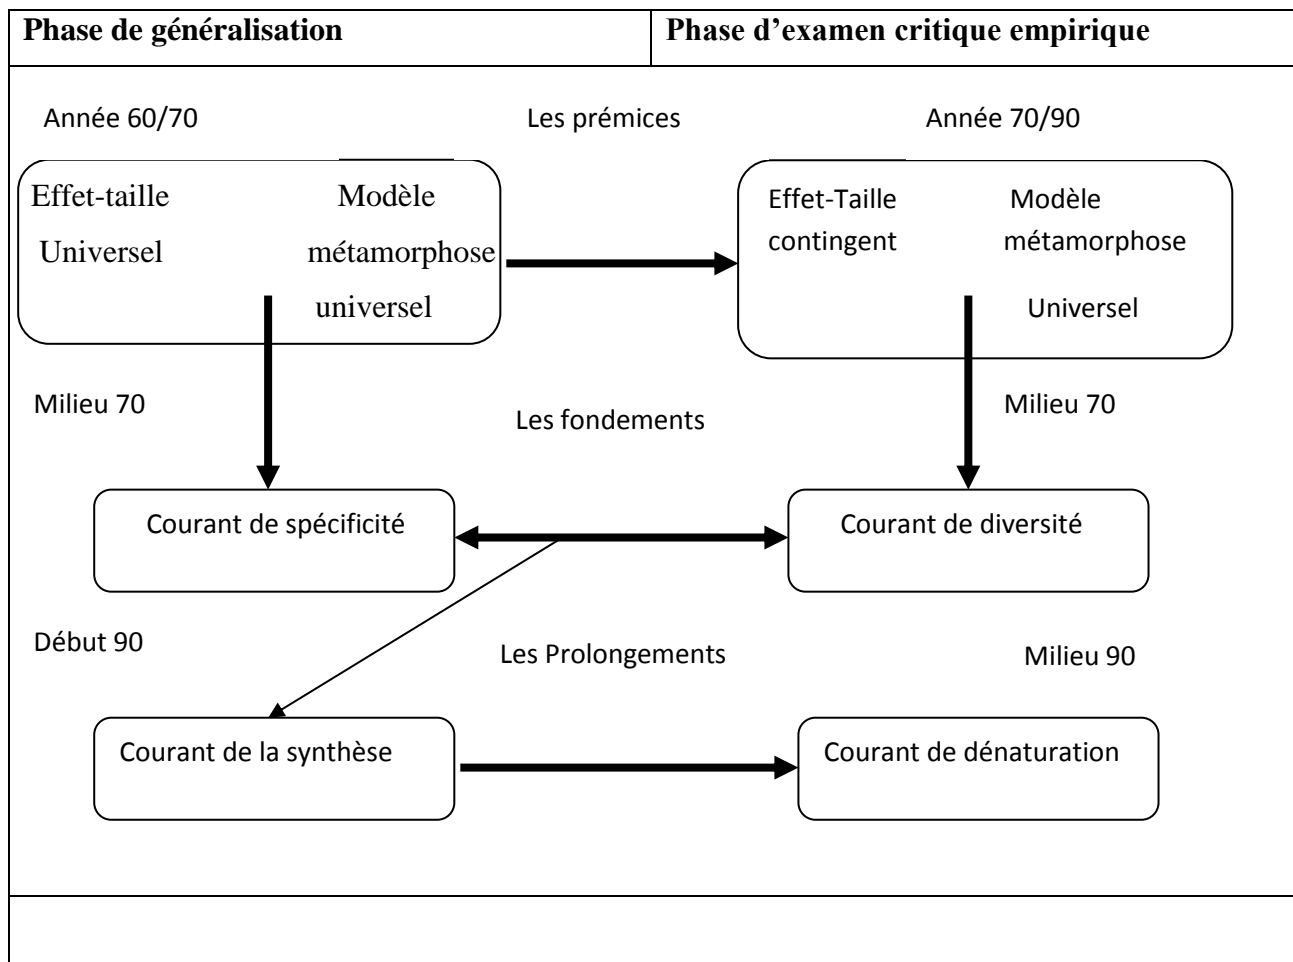 Phase de généralisation
Phase d’examen critique empirique
Année 60/70
Les prémices
Année 70/90
Effet-taille
Universel
Modèle
métamorphose
universel
Effet-Taille
contingent
Modèle
métamorphose
Universel
Milieu 70
Les fondements
Milieu 70
Courant de spécificité
Courant de diversité
Début 90
Les Prolongements
Milieu 90
Courant de la synthèse
Courant de dénaturation